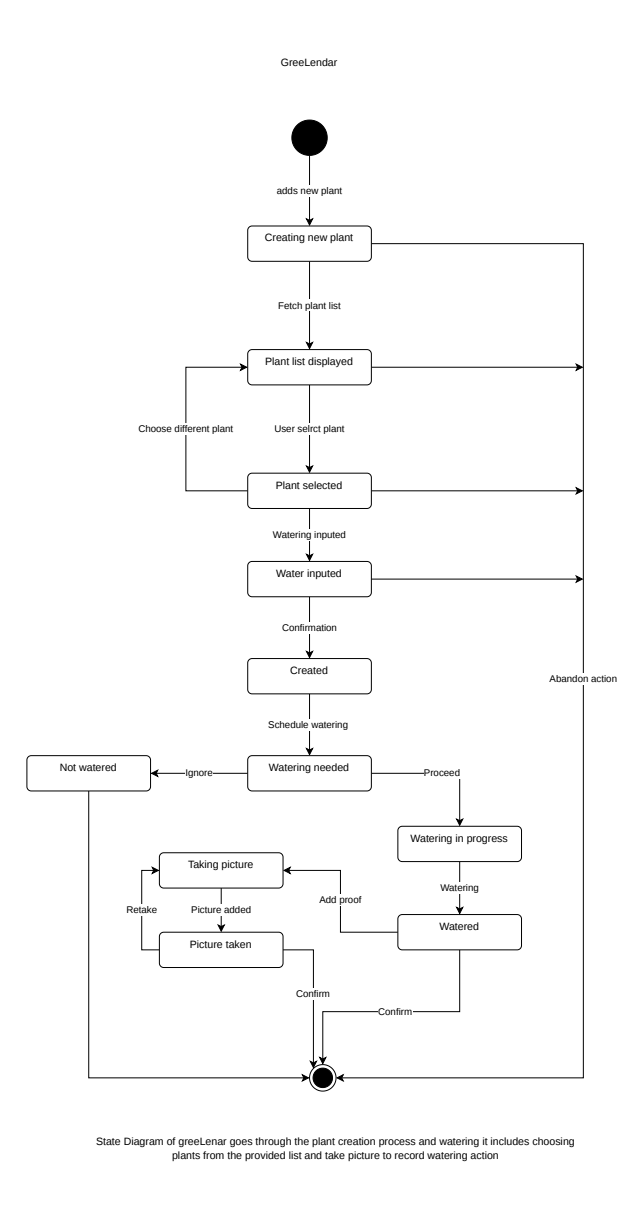 GreeLendar
adds new plant
Creating new plant
Fetch plant list
Plant list displayed
Choose different plant
User selrct plant
Plant selected
Watering inputed
Water inputed
Confirmation
Created
Abandon action
Schedule watering
Not watered
Ignore
Watering needed
Proceed
Watering in progress
Taking picture
Watering
Add proof
Retake
Picture added
Watered
Picture taken
Confirm
Confirm
State Diagram of greeLenar goes through the plant creation process and watering it includes choosing
plants from the provided list and take picture to record watering action